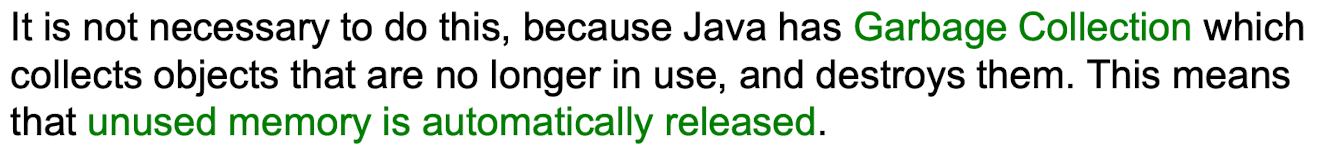 It is not necessary to do this, because Java has Garbage Collection which
collects objects that are no longer in use, and destroys them. This means
that unused memory is automatically released.